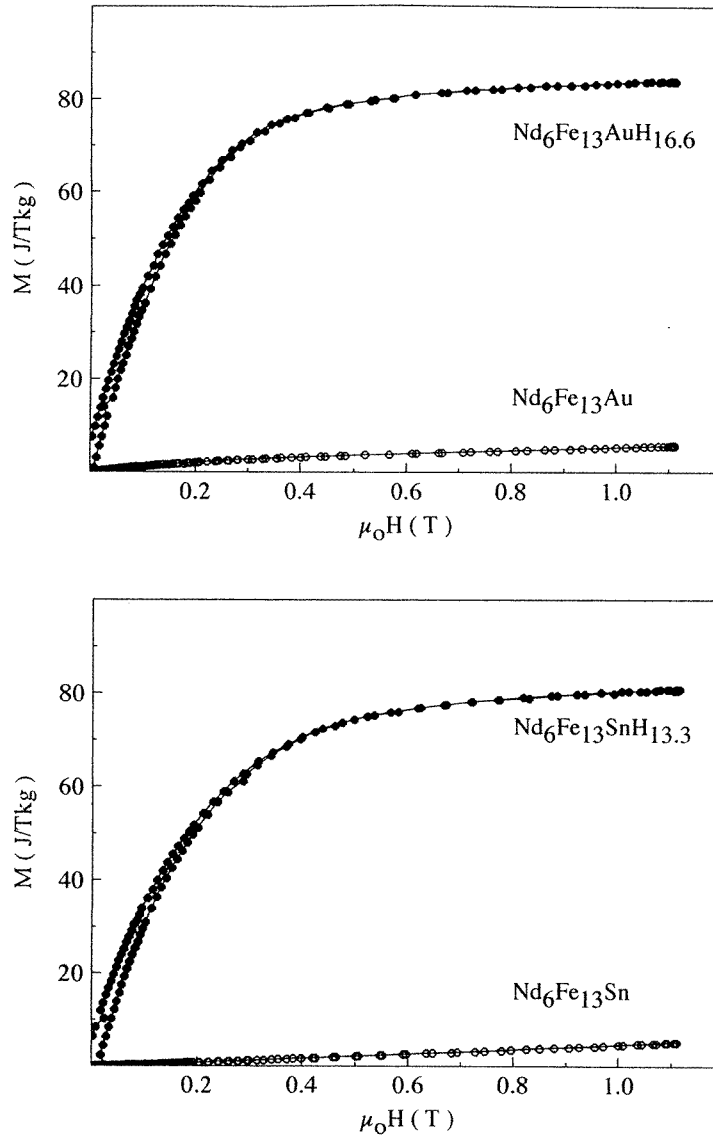 80
Nd6Fe13AuH16.6
60
M ( J/Tkg)
40
20
Nd6Fe13Au
0.2 0.4 0.6 0.8 1.0
μoH ( T )
80
Nd6Fe13SnH13.3
60
M ( J/Tkg)
40
20
Nd6Fe13Sn
0.2 0.4 0.6 0.8 1.0
μoH ( T )